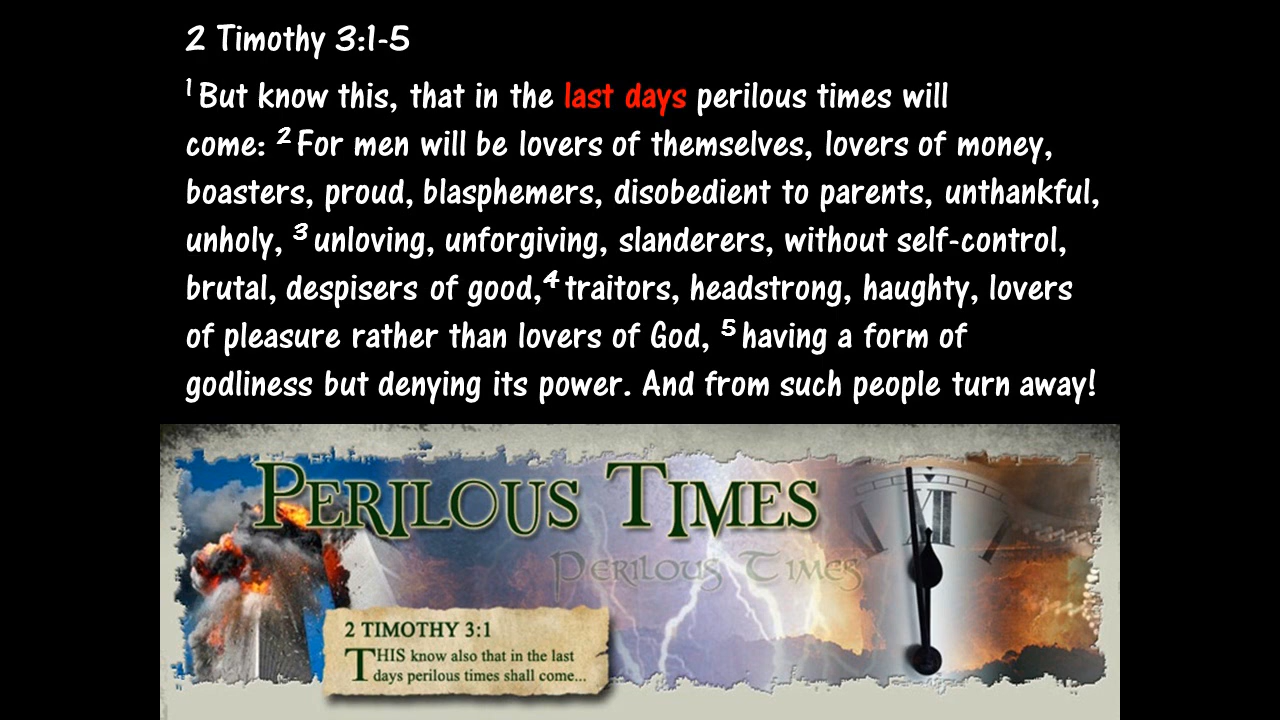 2 Timothy 3:1-5
1 But know this, that in the last days perilous times will
come: 2 For men will be lovers of themselves, lovers of money,
boasters, proud, blasphemers, disobedient to parents, unthankful,
unholy, 3 unloving, unforgiving, slanderers, without self-control,
brutal, despisers of good,4 traitors, headstrong, haughty, lovers
of pleasure rather than lovers of God, 5 having a form of
godliness but denying its power. And from such people turn away!
PERILOUS TIMES
PERILOUS TIMES
VII
2 TIMOTHY 3:1
THIS know also that in the last
days perilous times shall come...